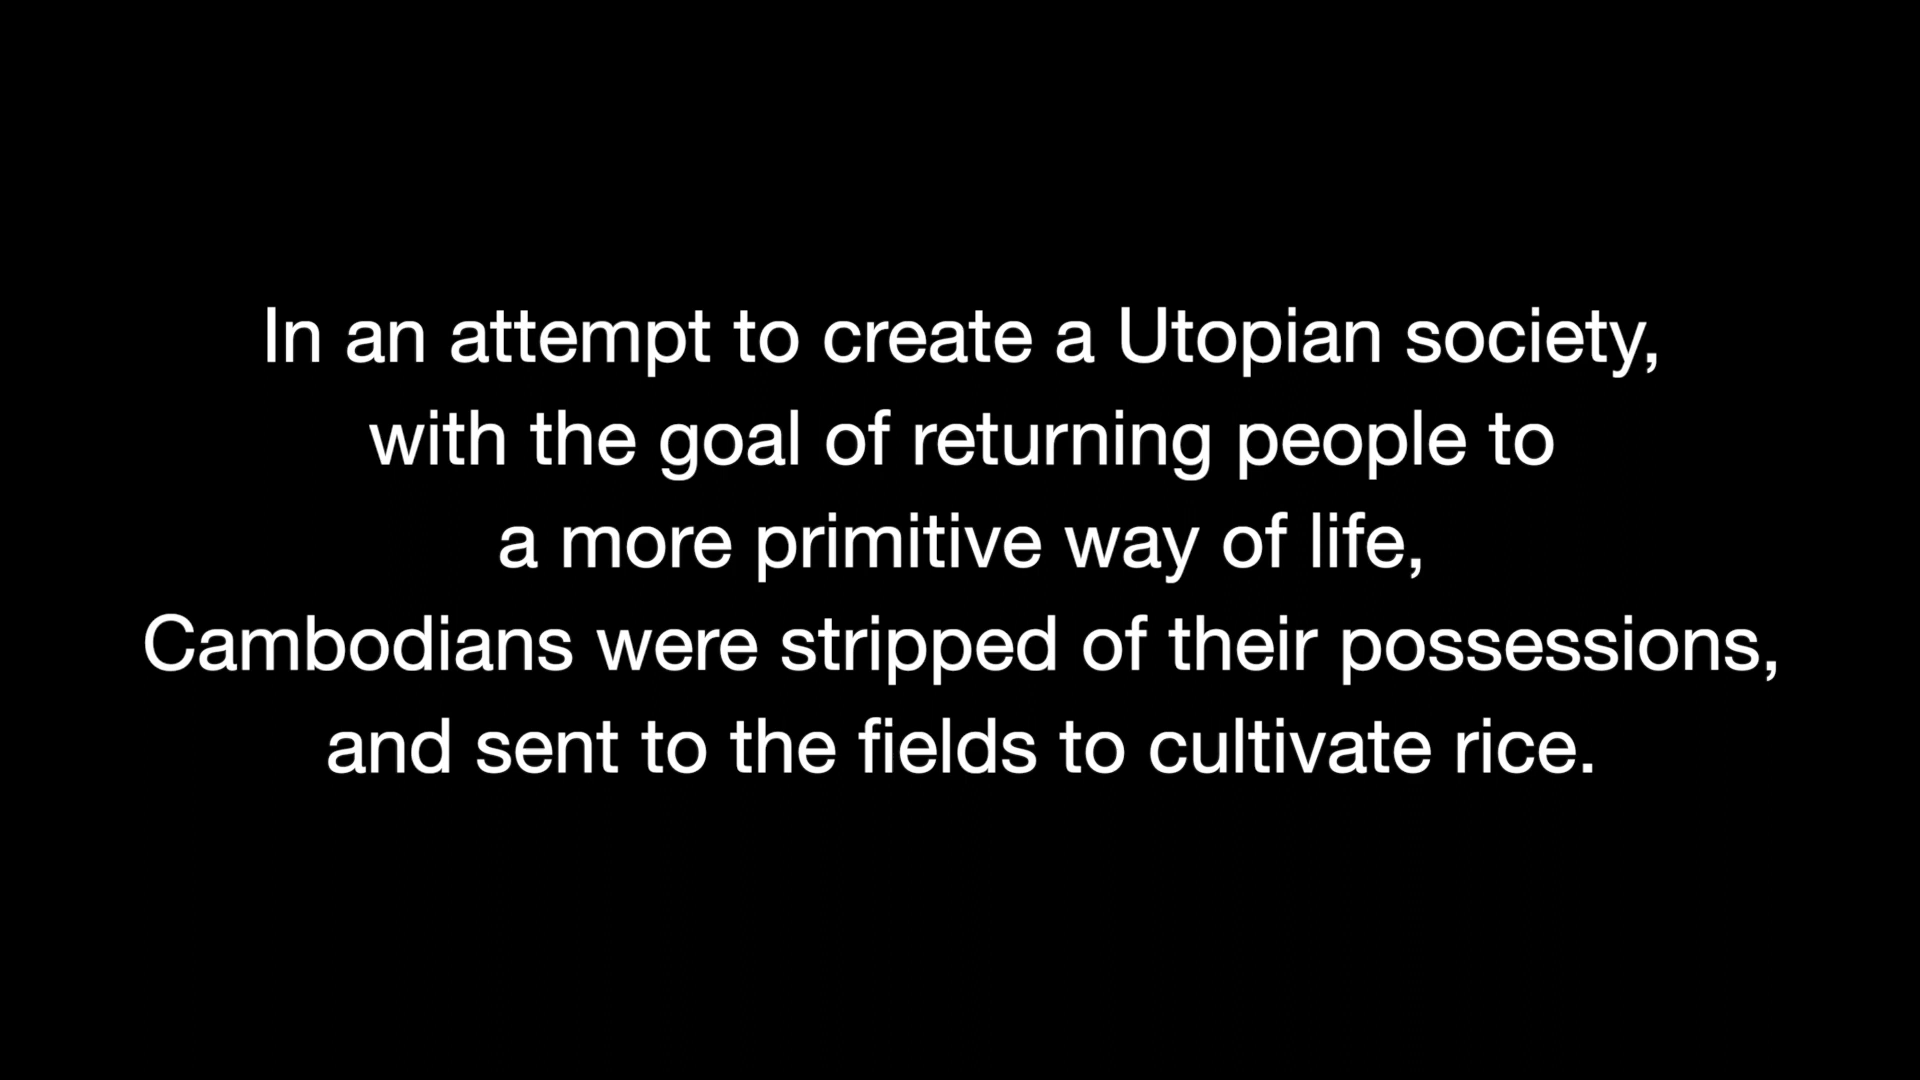 In an attempt to create a Utopian society,
with the goal of returning people to
a more primitive way of life,
Cambodians were stripped of their possessions,
and sent to the fields to cultivate rice.